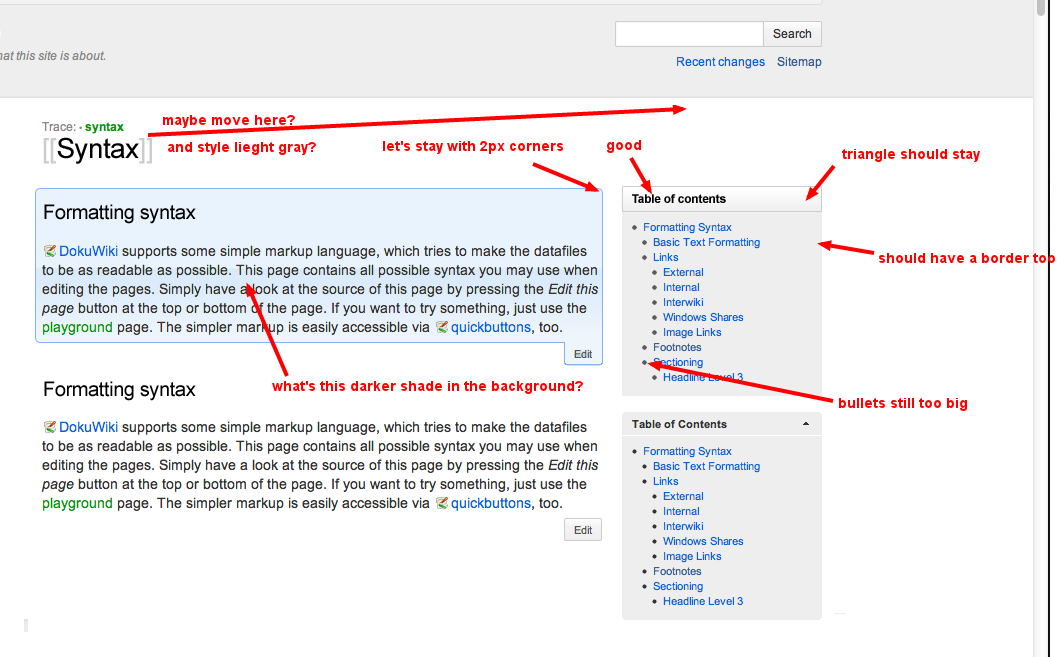 Search
hat this site is about.
Recent changes Sitemap
Trace: • syntax
maybe move here?
[[Syntax]]
and style lieght gray?
let's stay with 2px corners
good
triangle should stay
Formatting syntax
DokuWiki supports some simple markup language, which tries to make the datafiles
to be as readable as possible. This page contains all possible syntax you may use when
editing the pages. Simply have a look at the source of this page by pressing the Edit this
page button at the top or bottom of the page. If you want to try something, just use the
playground page. The simpler markup is easily accessible via quickbuttons, too.
Edit
what's this darker shade in the background?
Formatting syntax
DokuWiki supports some simple markup language, which tries to make the datafiles
to be as readable as possible. This page contains all possible syntax you may use when
editing the pages. Simply have a look at the source of this page by pressing the Edit this
page button at the top or bottom of the page. If you want to try something, just use the
playground page. The simpler markup is easily accessible via quickbuttons, too.
Edit
Table of contents
Formatting Syntax
Basic Text Formatting
Links
External
Internal
Interwiki
Windows Shares
Image Links
Footnotes
Sectioning
Headline Level 3
should have a border too
bullets still too big
Table of Contents
Formatting Syntax
Basic Text Formatting
Links
External
Internal
Interwiki
Windows Shares
Image Links
Footnotes
Sectioning
Headline Level 3